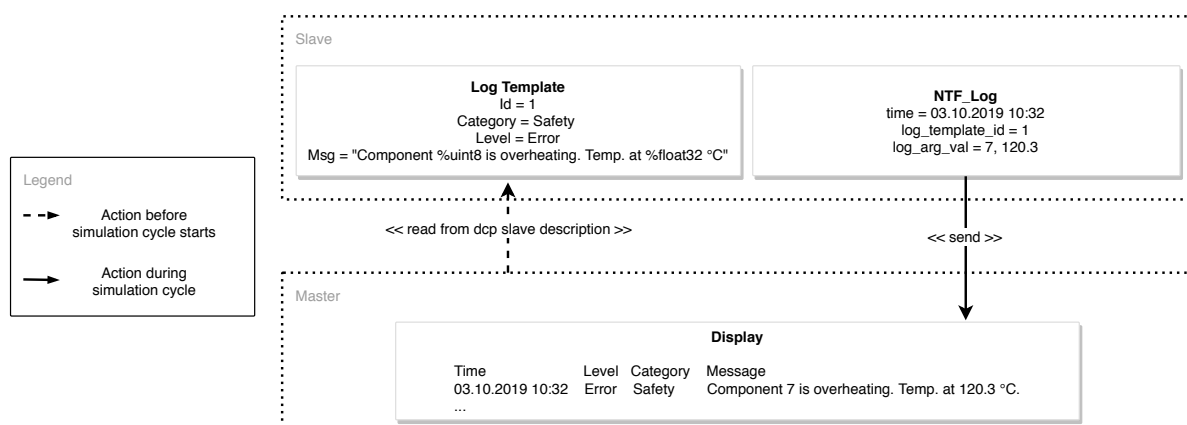 Slave
Log Template
Id = 1
Category = Safety
Level = Error
Msg = "Component %uint8 is overheating. Temp. at %float32 °C"
NTF_Log
time = 03.10.2019 10:32
log_template_id = 1
log_arg_val = 7, 120.3
Legend
Action before
simulation cycle starts
Action during
simulation cycle
<< read from dcp slave description >>
<< send >>
Master
Display
Time Level Category Message
03.10.2019 10:32 Error Safety Component 7 is overheating. Temp. at 120.3 °C.
...